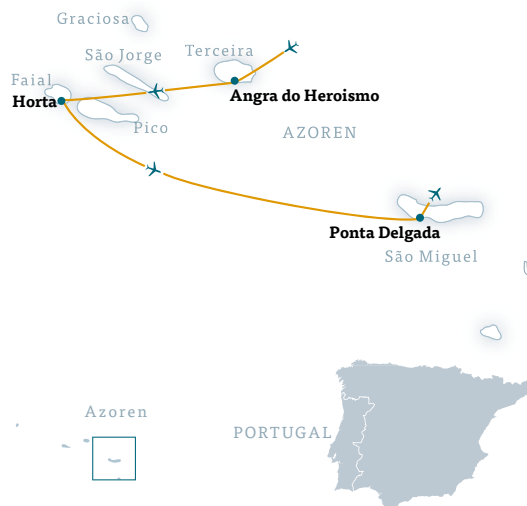 Graciosa
São Jorge
Terceira
Faial
Horta
Angra do Heroismo
Pico
AZOREN
Ponta Delgada
São Miguel
Azoren
PORTUGAL